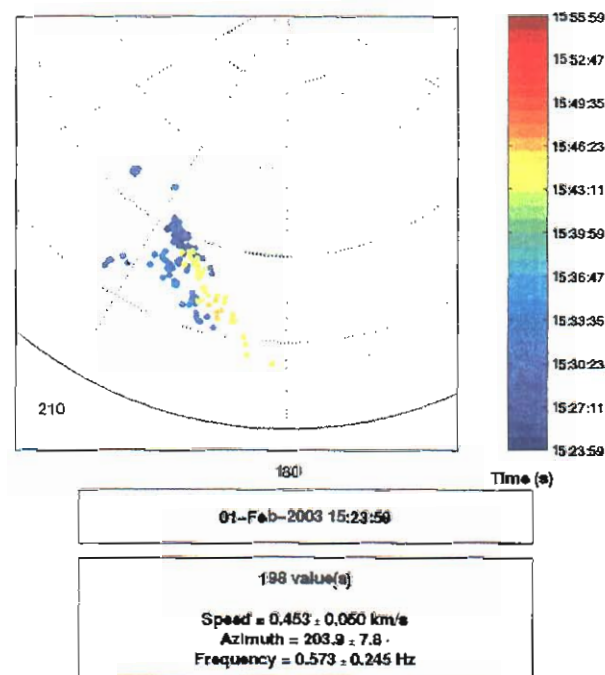 15:55:59
15:52:47
15:49:35
15:46:23
15:43:11
15:39:59
15:36:47
15:33:35
15:30:23
15:27:11
15:23:59
210
180
Time (s)
01-Feb-2003 15:23:59
198 value(s)
Speed = 0.453 ± 0.050 km/s
Azimuth = 203.9 ± 7.8 ·
Frequency = 0.573 ± 0.245 Hz